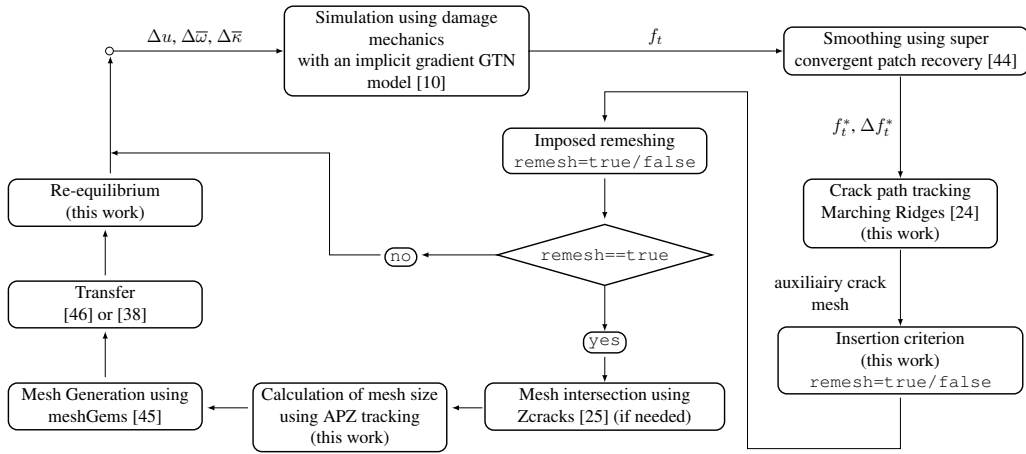 Δu, Δω̅, Δκ̅
Simulation using damage
mechanics
with an implicit gradient GTN
model [10]
f_t
Smoothing using super
convergent patch recovery [44]
f_t^*, Δf_t^*
Crack path tracking
Marching Ridges [24]
(this work)
auxiliairy crack
mesh
Insertion criterion
(this work)
remesh=true/false
Imposed remeshing
remesh=true/false
remesh==true
no
yes
Mesh intersection using
Zcracks [25] (if needed)
Calculation of mesh size
using APZ tracking
(this work)
Mesh Generation using
meshGems [45]
Transfer
[46] or [38]
Re-equilibrium
(this work)